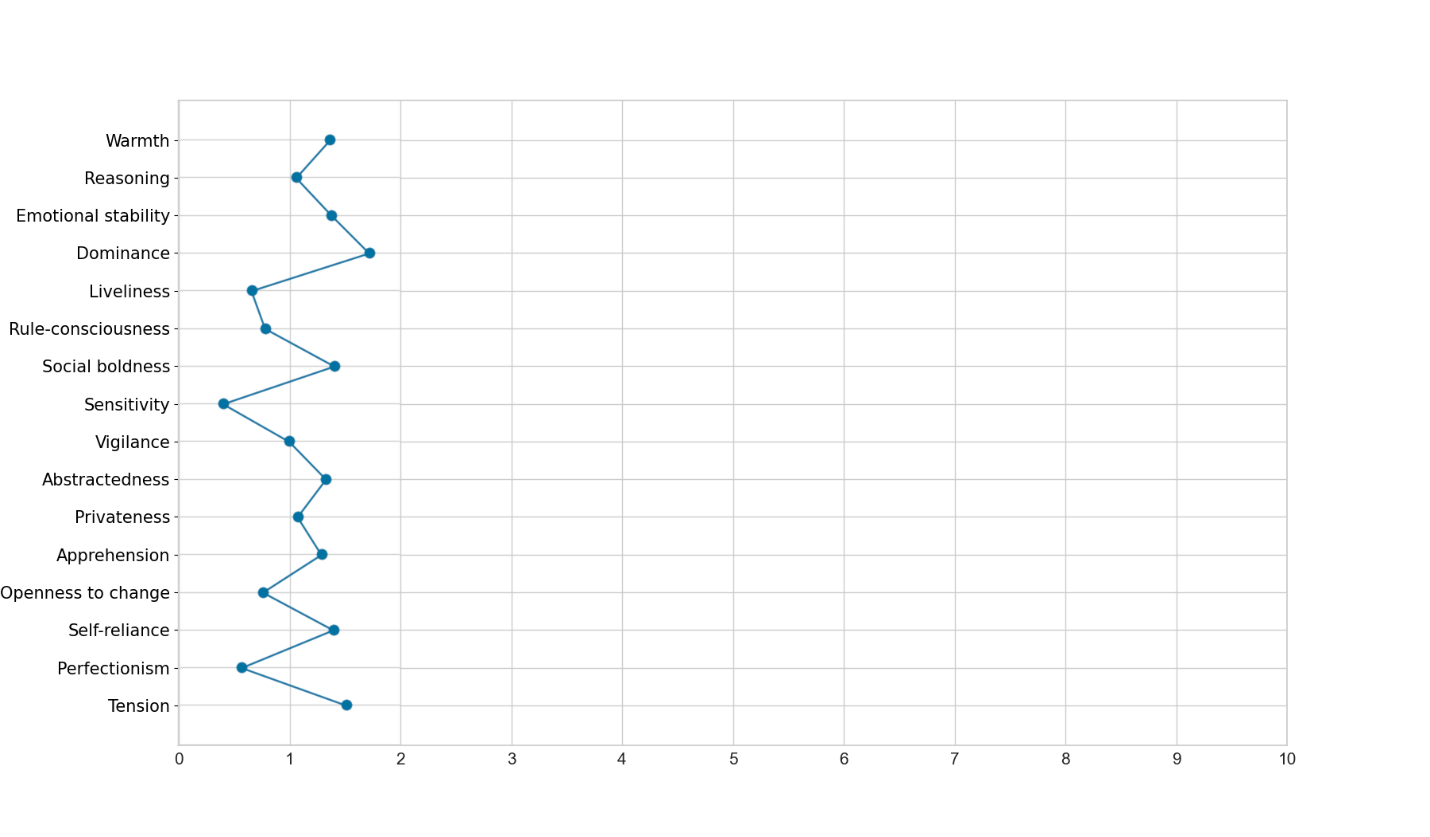 Warmth
Reasoning
Emotional stability
Dominance
Liveliness
Rule-consciousness
Social boldness
Sensitivity
Vigilance
Abstractedness
Privateness
Apprehension
Openness to change
Self-reliance
Perfectionism
Tension
0 1 2 3 4 5 6 7 8 9 10